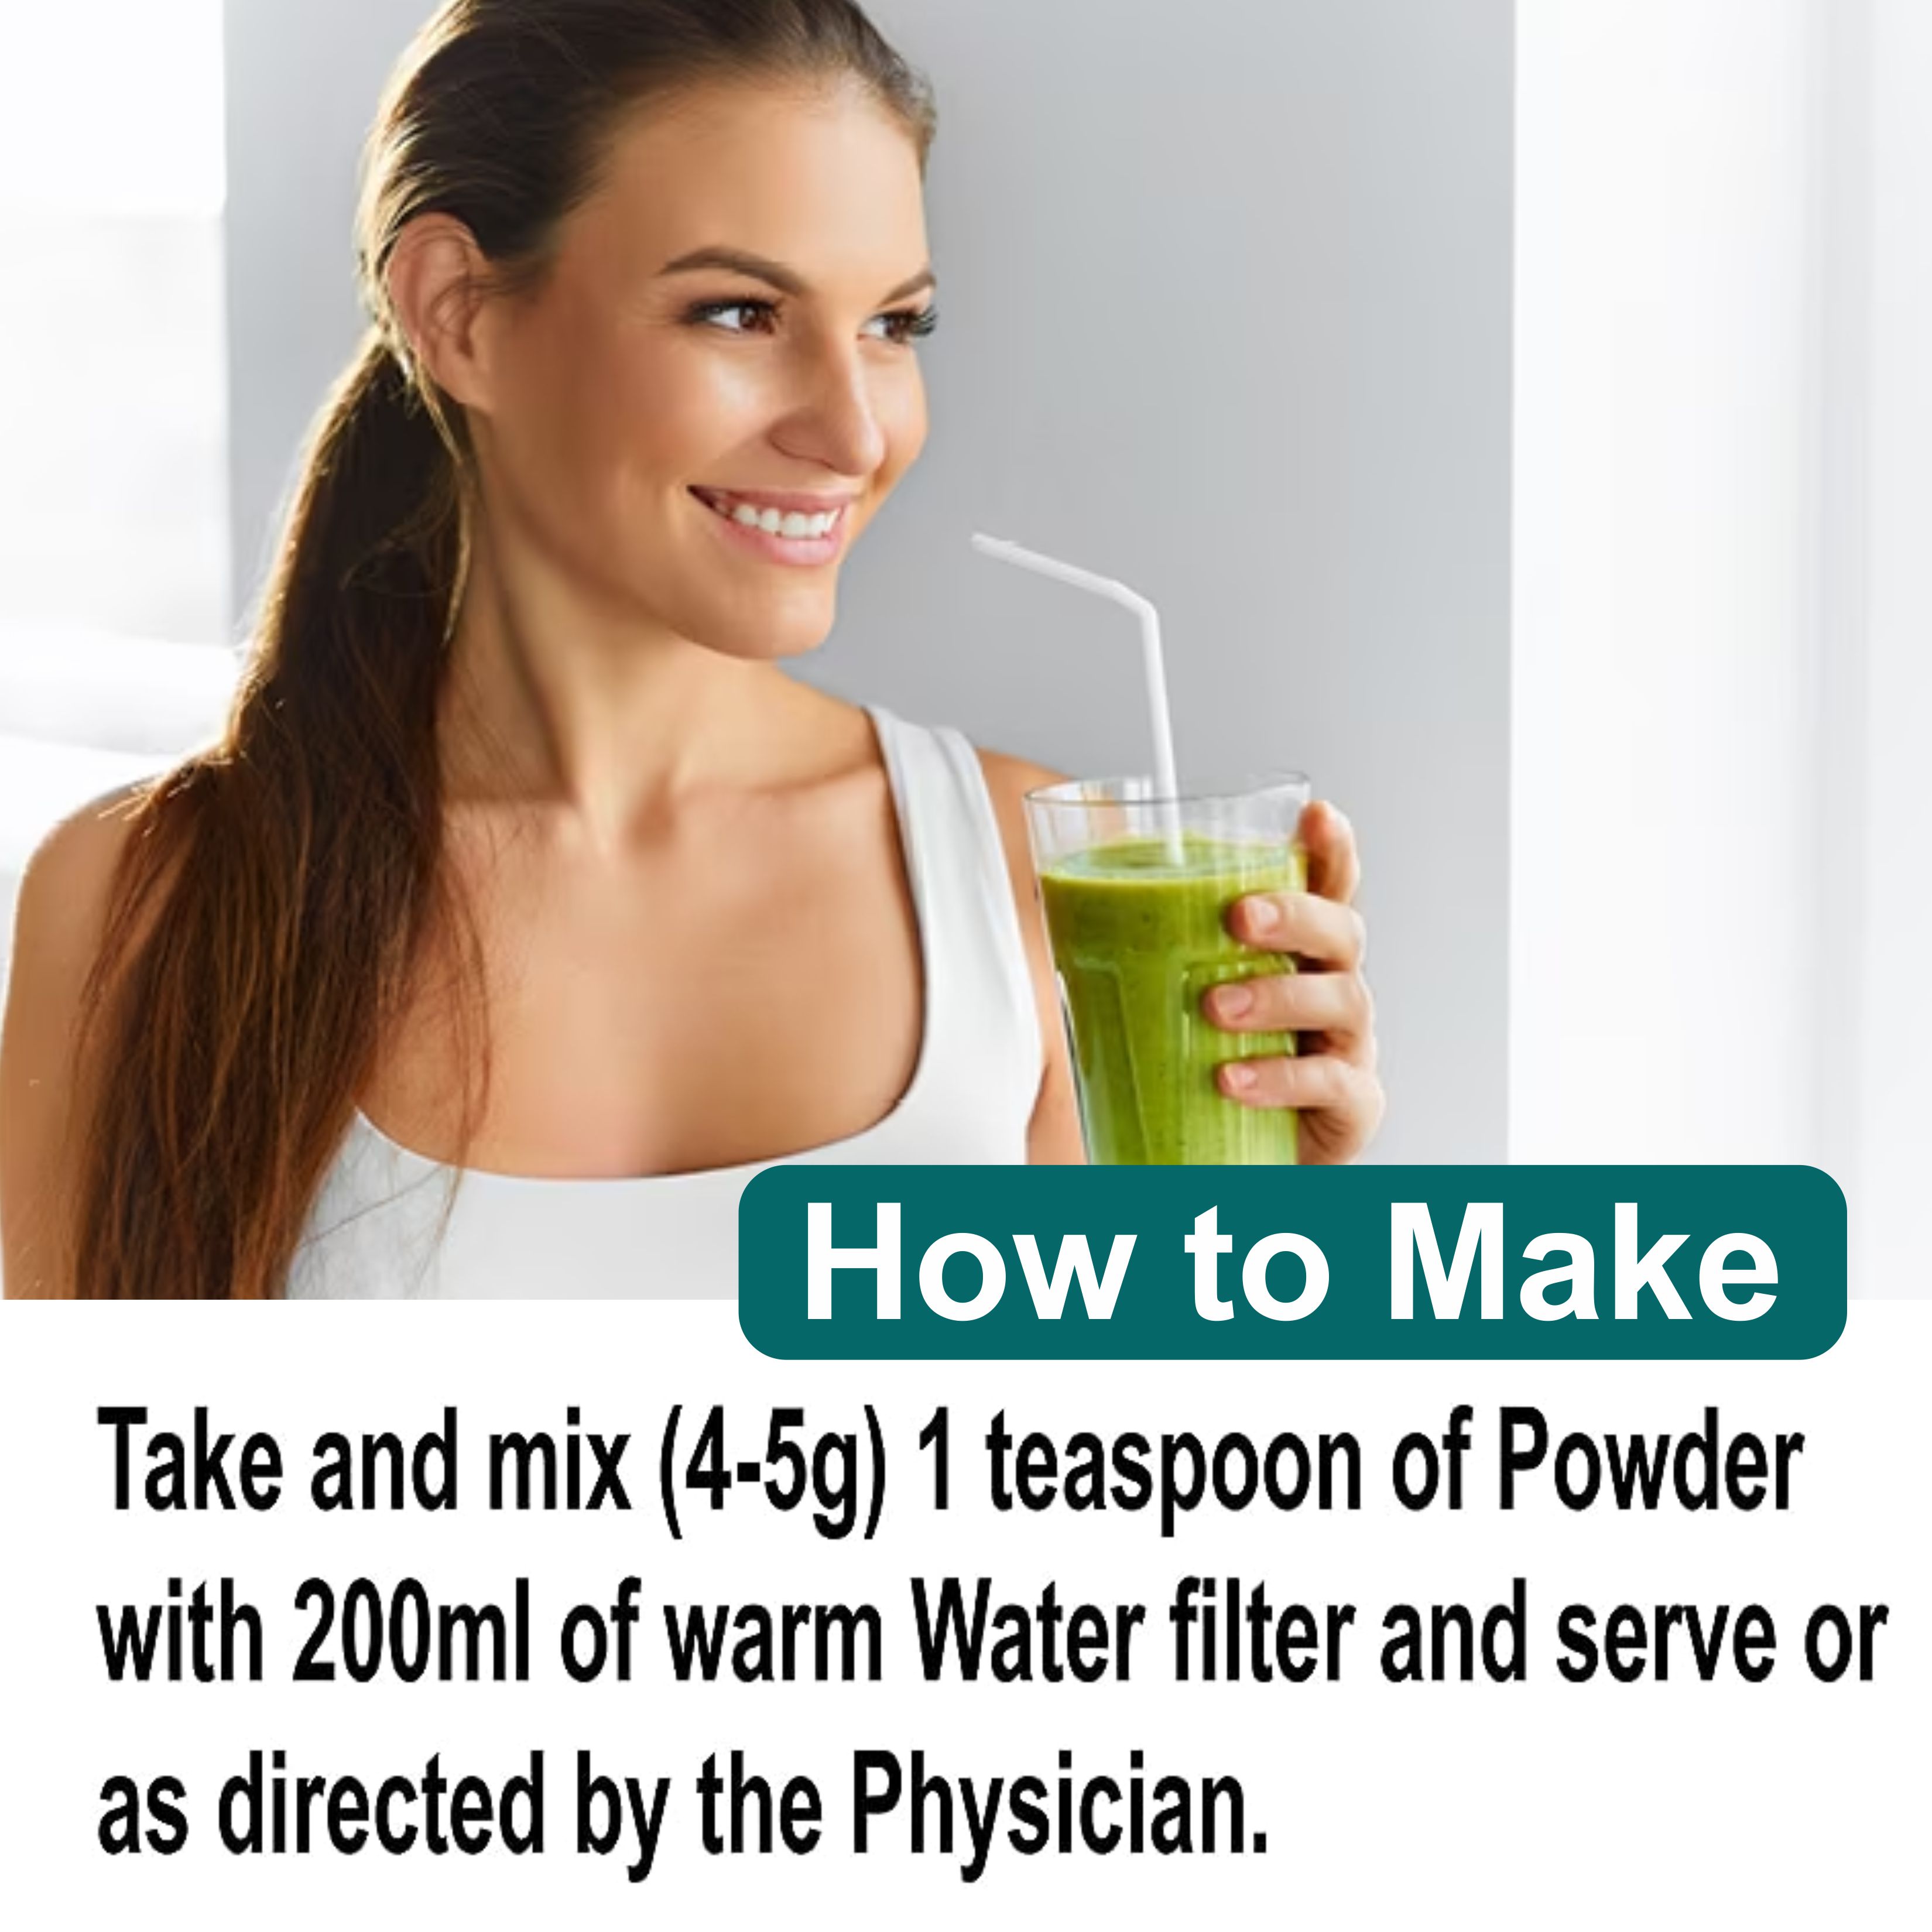 How to Make
Take and mix (4-5g) 1 teaspoon of Powder
with 200ml of warm Water filter and serve or
as directed by the Physician.